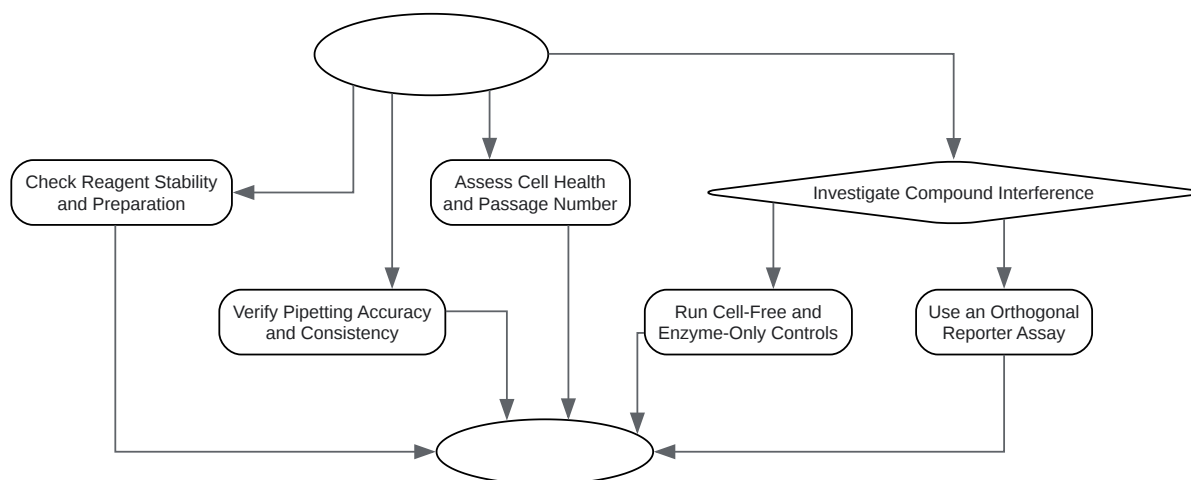 Check Reagent Stability
and Preparation
Assess Cell Health
and Passage Number
Investigate Compound Interference
Verify Pipetting Accuracy
and Consistency
Run Cell-Free and
Enzyme-Only Controls
Use an Orthogonal
Reporter Assay